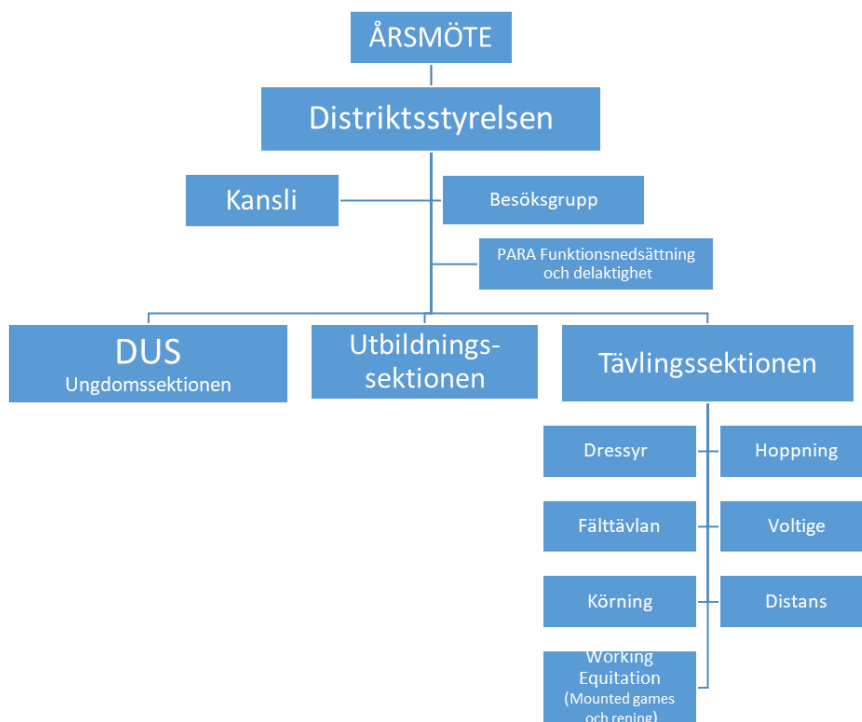 ÅRSMÖTE
Distriktsstyrelsen
Kansli
Besöksgrupp
PARA Funktionsnedsättning
och delaktighet
DUS
Ungdomssektionen
Utbildnings-
sektionen
Tävlingssektionen
Dressyr
Hoppning
Fälttävlan
Voltige
Körning
Distans
Working
Equitation
(Mounted games
och rening)